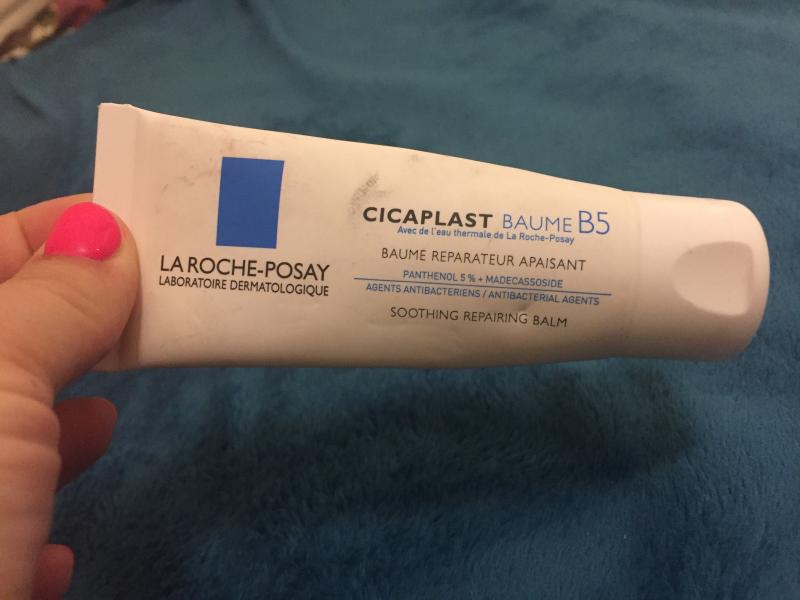 LA ROCHE-POSAY
LABORATOIRE DERMATOLOGIQUE
CICAPLAST BAUME B5
Avec de l'eau thermale de La Roche-Posay
BAUME REPARATEUR APAISANT
PANTHENOL 5% + MADECASSOSIDE
AGENTS ANTIBACTERIENS / ANTIBACTERIAL AGENTS
SOOTHING REPAIRING BALM